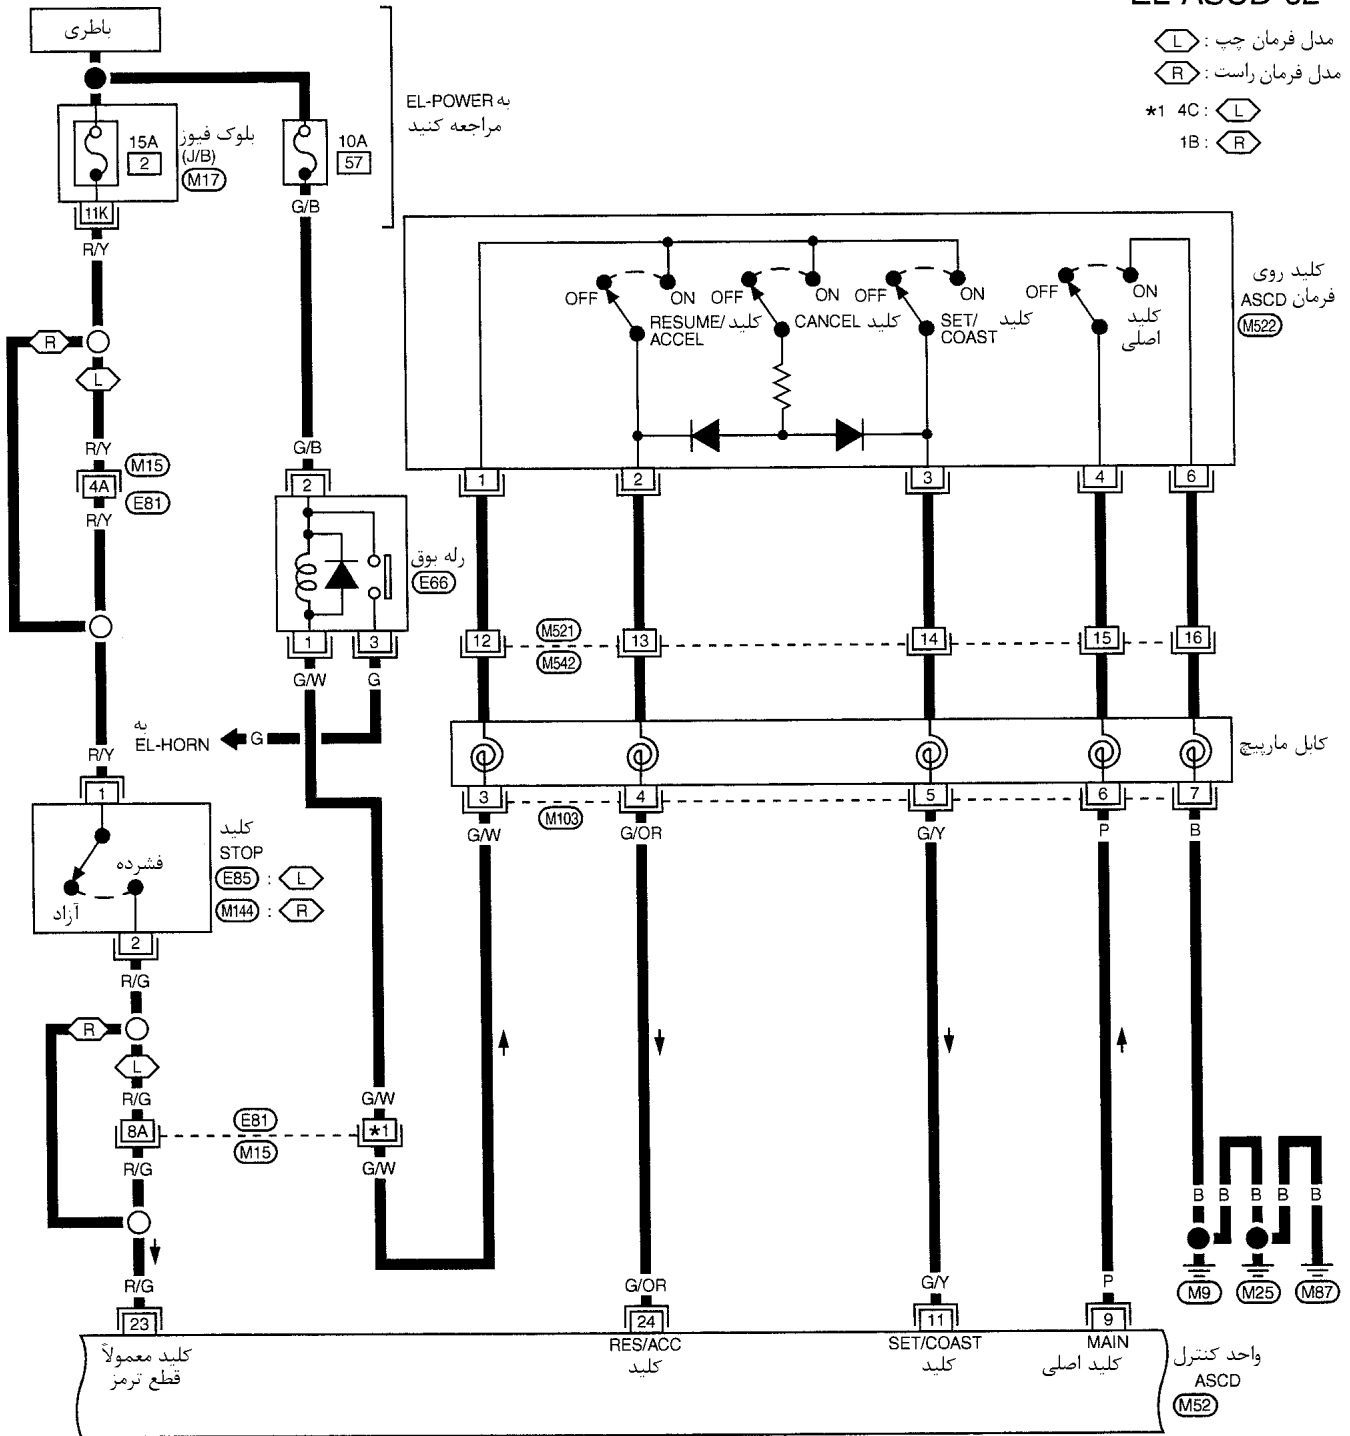 مدل فرمان چپ : L
مدل فرمان راست : R
★1 4C : L
1B : R
باطری
به EL-POWER
مراجعه کنید
15A
2
بلوک فیوز
(J/B)
M17
10A
57
11K
R/Y
G/B
کلید روی
فرمان ASCD
M522
OFF ON OFF ON OFF ON OFF ON
کلید RESUME/
ACCEL
کلید CANCEL
کلید SET/
COAST
کلید
اصلی
R
L
R/Y
G/B
M15
4A
E81
R/Y
2
1 2 3 4 6
رله بوق
E66
1 3
G/W G
12 M521 13 14 15 16
M542
به
EL-HORN
G
R/Y
کابل مارپیچ
1
3 4 5 6 7
M103
G/W G/OR G/Y P B
کلید
STOP
E85 : L
M144 : R
فشرده
آزاد
2
R/G
R
L
R/G
G/W
8A E81 ★1
M15
R/G
G/W
B B B B B
R/G
G/OR G/Y P
M9 M25 M87
23 24 11 9
کلید معمولاً
قطع ترمز
RES/ACC
کلید
SET/COAST
کلید
MAIN
کلید اصلی
واحد کنترل
ASCD
M52